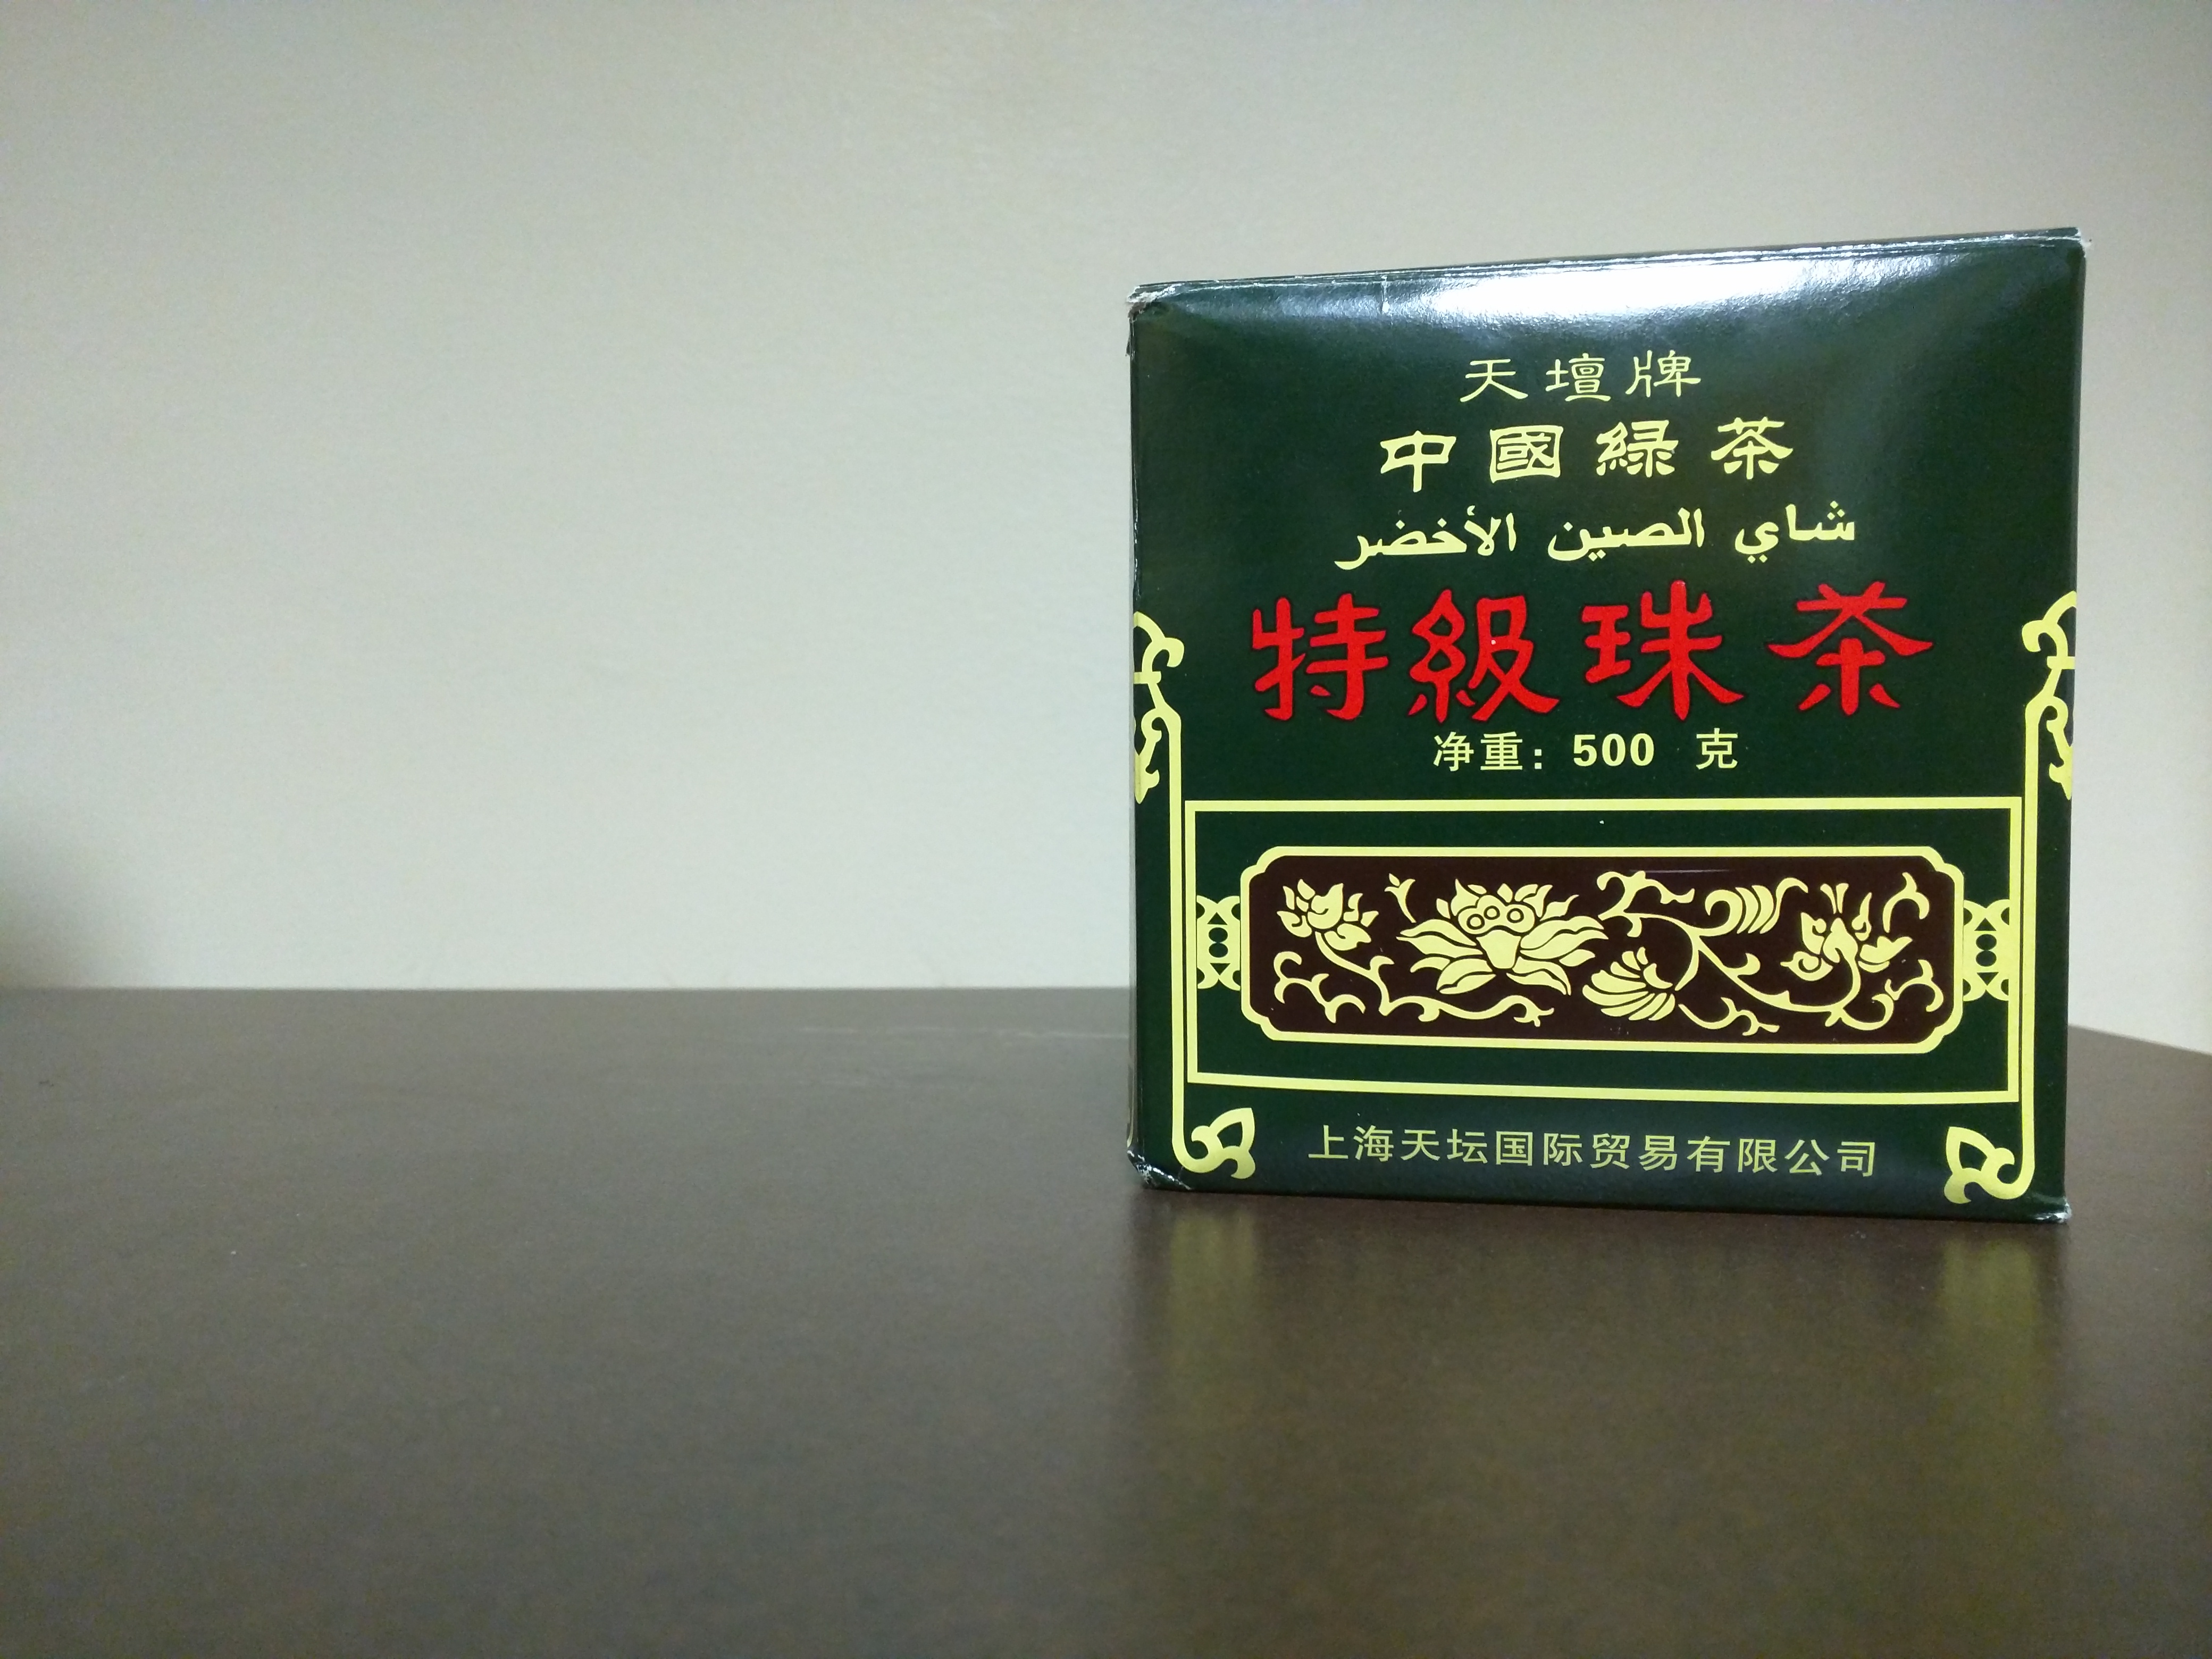 天壇牌
中國緑茶
شاي الصين الأخضر
特級珠茶
净重: 500 克
上海天坛国际贸易有限公司